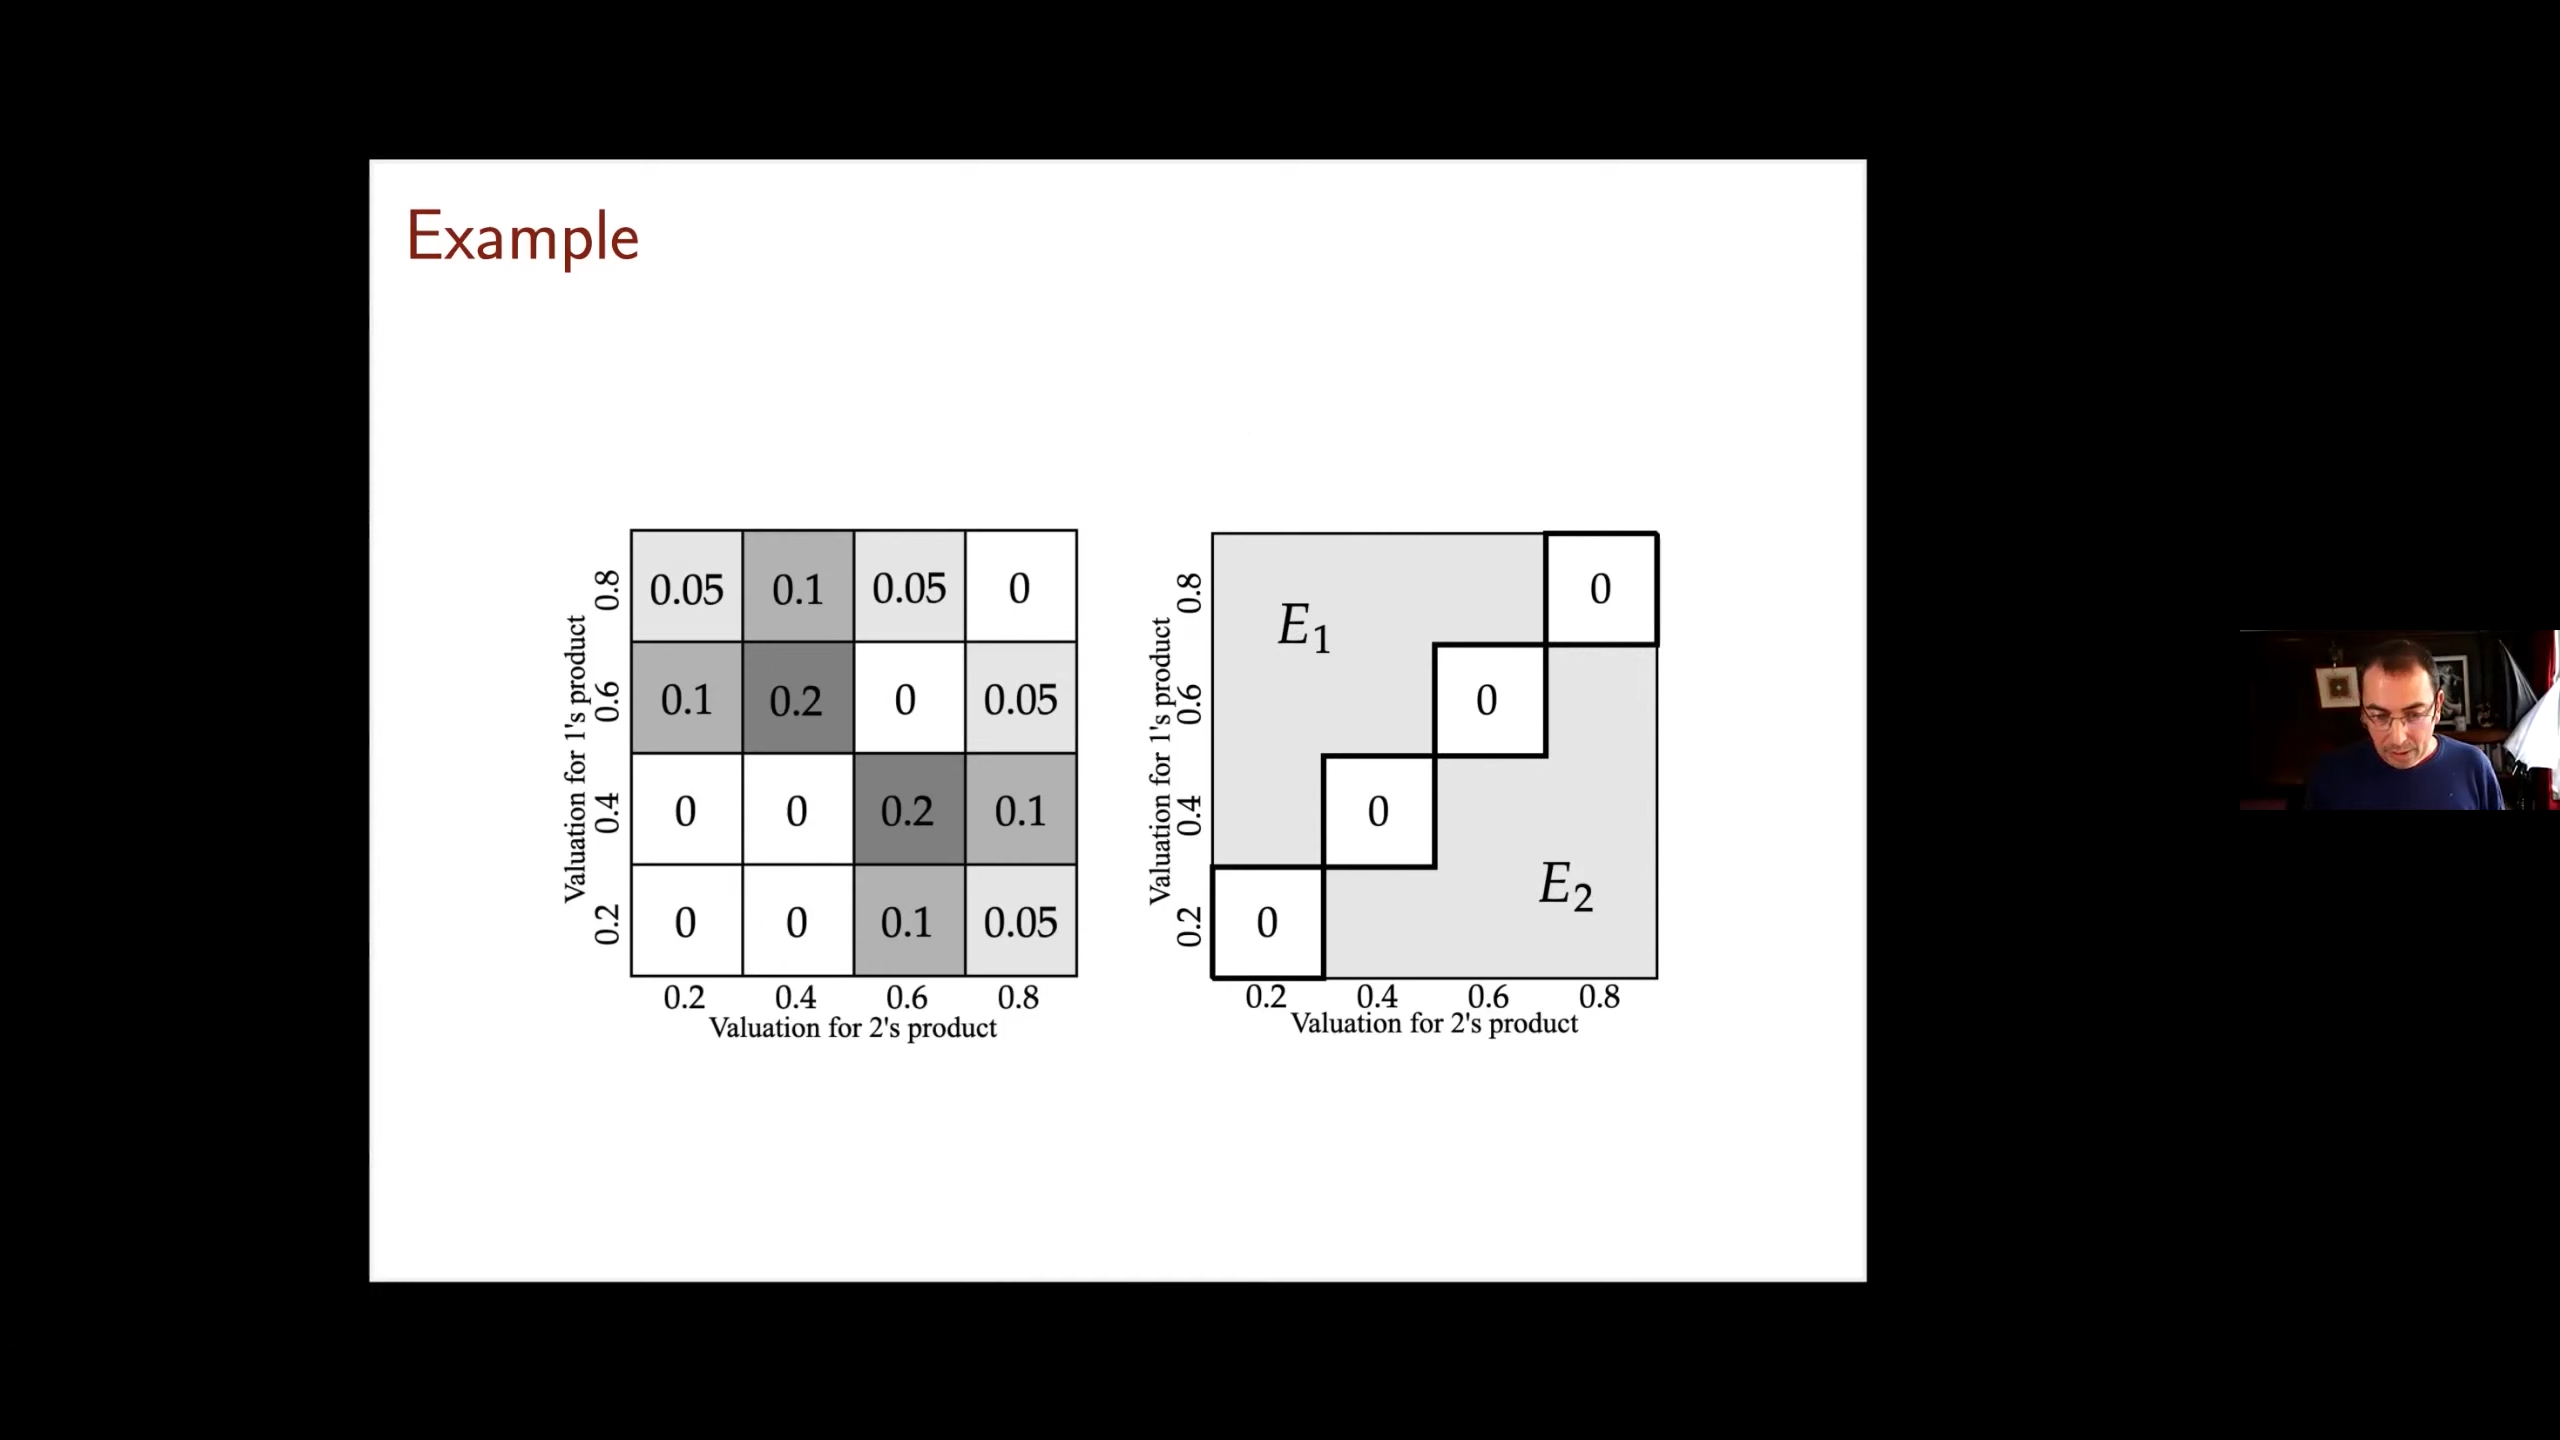 Example
Valuation for 1's product
0.8
0.6
0.4
0.2
0.05 0.1 0.05 0
0.1 0.2 0 0.05
0 0 0.2 0.1
0 0 0.1 0.05
0.2 0.4 0.6 0.8
Valuation for 2's product
Valuation for 1's product
0.8
0.6
0.4
0.2
E₁
0
0
0
E₂
0
0.2 0.4 0.6 0.8
Valuation for 2's product